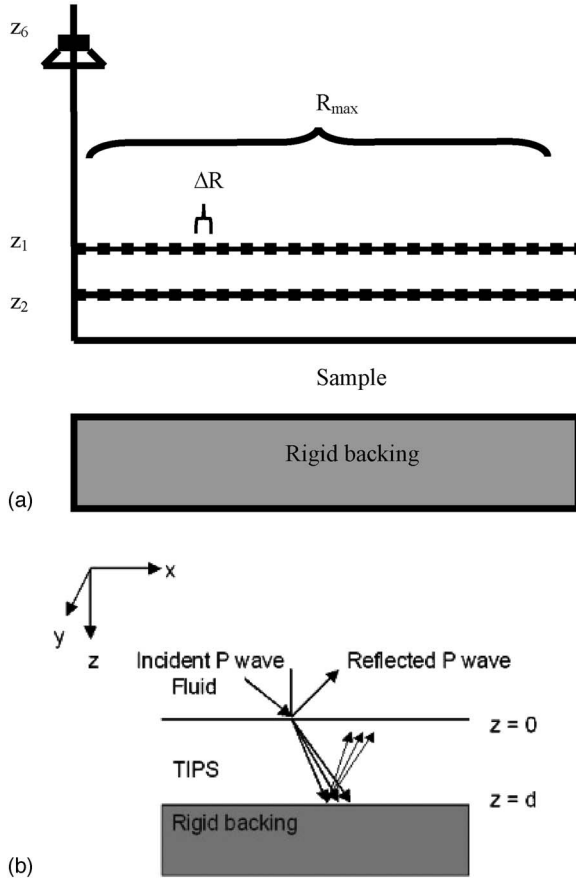 z₆
Rₘₐₓ
ΔR
z₁
z₂
Sample
Rigid backing
(a)
x
y
z
Incident P wave Reflected P wave
Fluid
z = 0
TIPS
z = d
Rigid backing
(b)